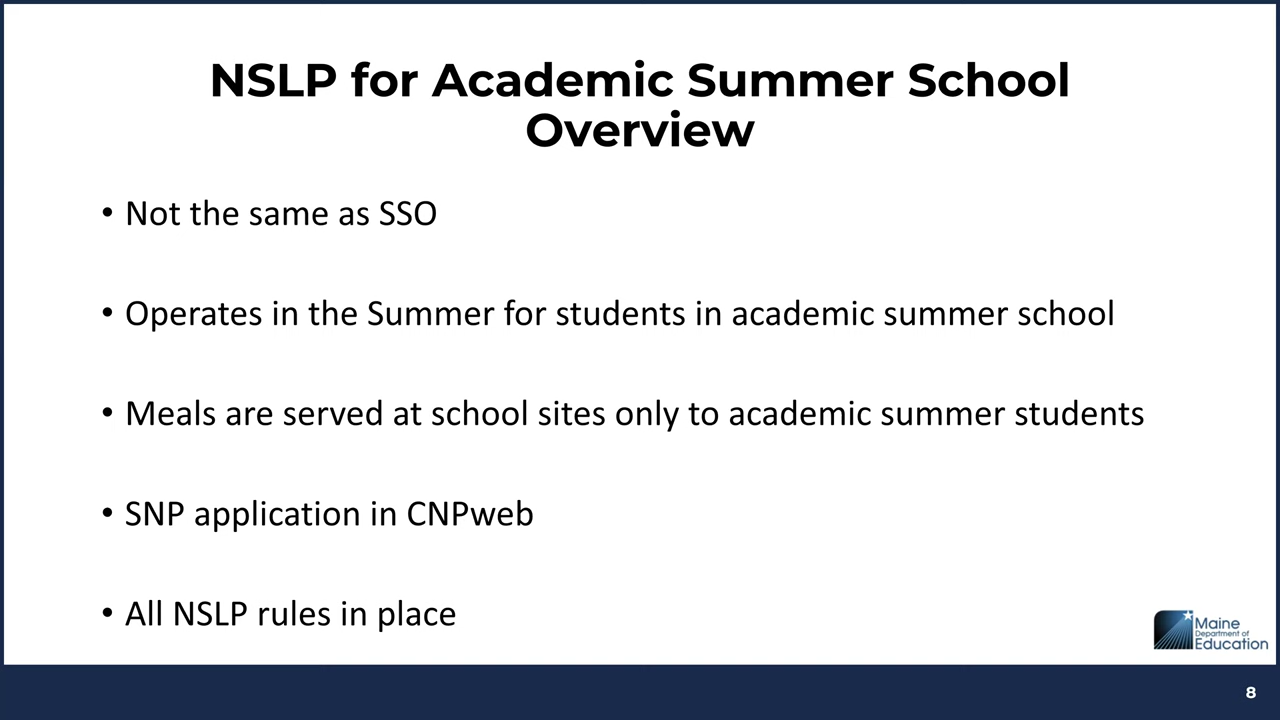 NSLP for Academic Summer School
Overview
• Not the same as SSO
• Operates in the Summer for students in academic summer school
• Meals are served at school sites only to academic summer students
• SNP application in CNPweb
• All NSLP rules in place
Maine
Department of
Education
8